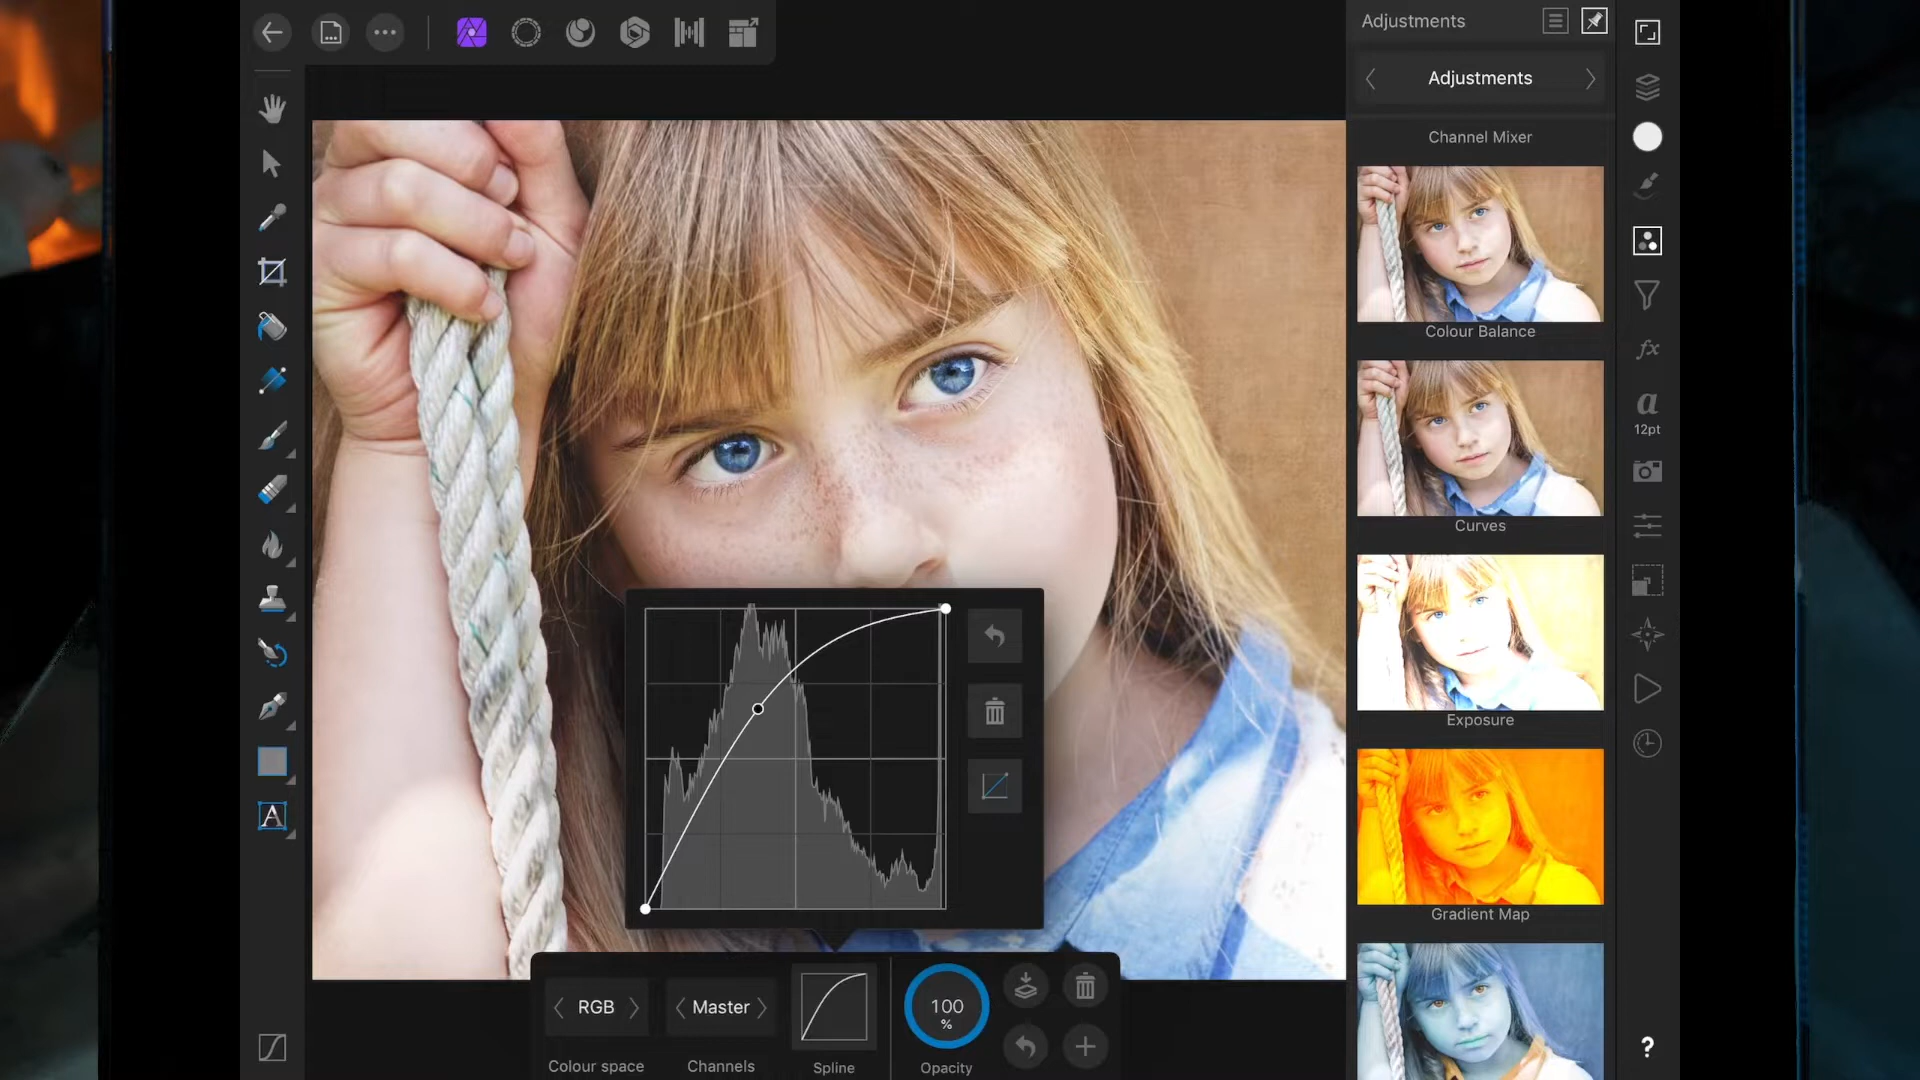 Adjustments
Adjustments
Channel Mixer
Colour Balance
Curves
Exposure
Gradient Map
fx
a
12pt
A
RGB
Master
100
%
Colour space
Channels
Spline
Opacity
?